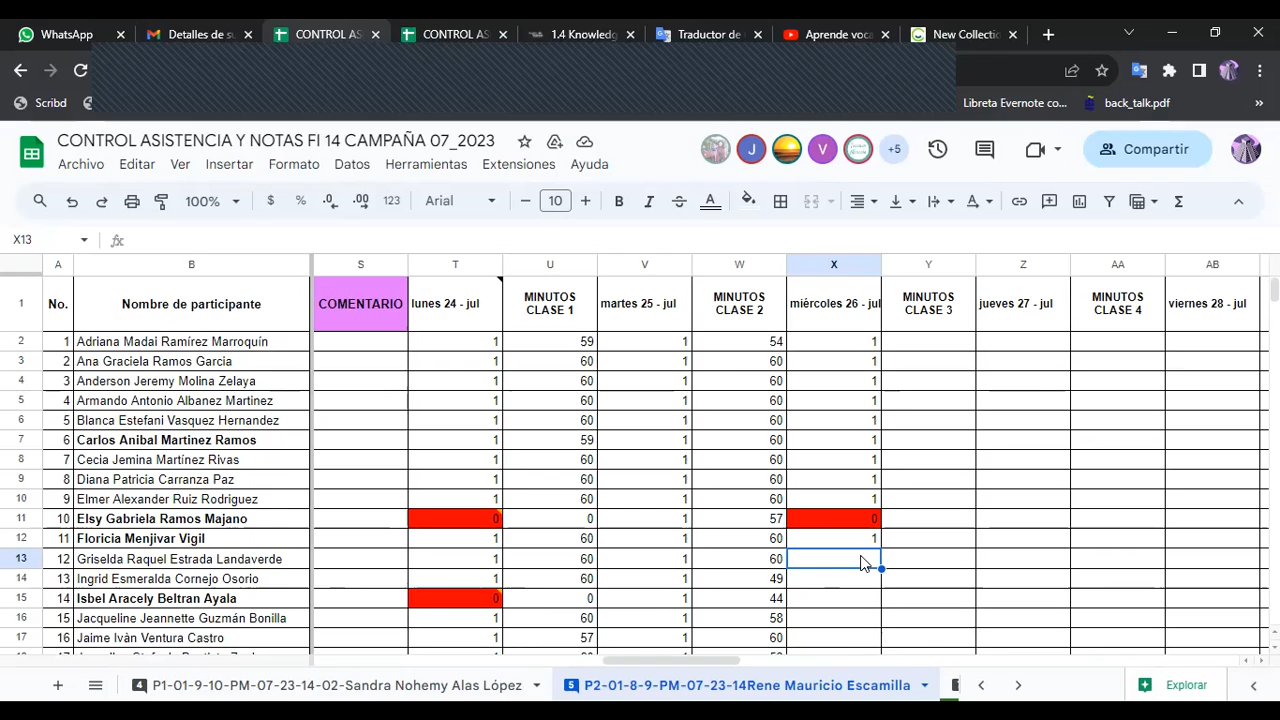 WhatsApp
Detalles de su
CONTROL AS
CONTROL AS
1.4 Knowledg
Traductor de
Aprende voca
New Collectio
Scribd
Libreta Evernote co...
back_talk.pdf
CONTROL ASISTENCIA Y NOTAS FI 14 CAMPAÑA 07_2023
+5
Compartir
Archivo Editar Ver Insertar Formato Datos Herramientas Extensiones Ayuda
100% $ % .0 .00 123 Arial 10 B I A
X13
A B S T U V W X Y Z AA AB
1 No. Nombre de participante COMENTARIO lunes 24 - jul MINUTOS CLASE 1 martes 25 - jul MINUTOS CLASE 2 miércoles 26 - jul MINUTOS CLASE 3 jueves 27 - jul MINUTOS CLASE 4 viernes 28 - jul
2 1 Adriana Madai Ramírez Marroquín 1 59 1 54 1
3 2 Ana Graciela Ramos Garcia 1 60 1 60 1
4 3 Anderson Jeremy Molina Zelaya 1 60 1 60 1
5 4 Armando Antonio Albanez Martinez 1 60 1 60 1
6 5 Blanca Estefani Vasquez Hernandez 1 60 1 60 1
7 6 Carlos Anibal Martinez Ramos 1 59 1 60 1
8 7 Cecia Jemina Martínez Rivas 1 60 1 60 1
9 8 Diana Patricia Carranza Paz 1 60 1 60 1
10 9 Elmer Alexander Ruiz Rodriguez 1 60 1 60 1
11 10 Elsy Gabriela Ramos Majano 0 0 1 57 0
12 11 Floricia Menjivar Vigil 1 60 1 60 1
13 12 Griselda Raquel Estrada Landaverde 1 60 1 60
14 13 Ingrid Esmeralda Cornejo Osorio 1 60 1 49
15 14 Isbel Aracely Beltran Ayala 0 0 1 44
16 15 Jacqueline Jeannette Guzmán Bonilla 1 60 1 58
17 16 Jaime Ivàn Ventura Castro 1 57 1 60
4 P1-01-9-10-PM-07-23-14-02-Sandra Nohemy Alas López
5 P2-01-8-9-PM-07-23-14Rene Mauricio Escamilla
Explorar